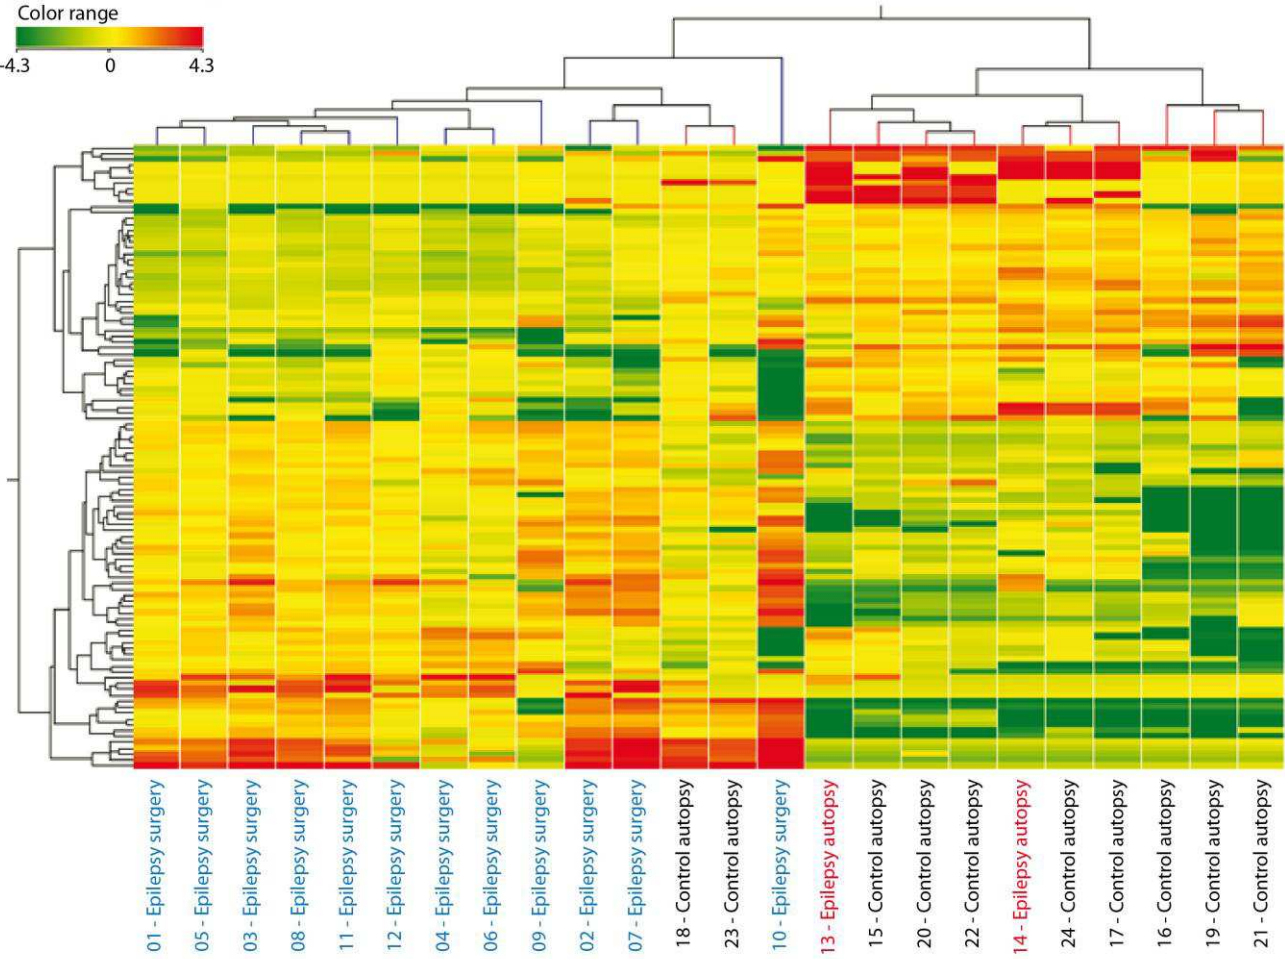 Color range
-4.3 0 4.3
01 - Epilepsy surgery
05 - Epilepsy surgery
03 - Epilepsy surgery
08 - Epilepsy surgery
11 - Epilepsy surgery
12 - Epilepsy surgery
04 - Epilepsy surgery
06 - Epilepsy surgery
09 - Epilepsy surgery
02 - Epilepsy surgery
07 - Epilepsy surgery
18 - Control autopsy
23 - Control autopsy
10 - Epilepsy surgery
13 - Epilepsy autopsy
15 - Control autopsy
20 - Control autopsy
22 - Control autopsy
14 - Epilepsy autopsy
24 - Control autopsy
17 - Control autopsy
16 - Control autopsy
19 - Control autopsy
21 - Control autopsy